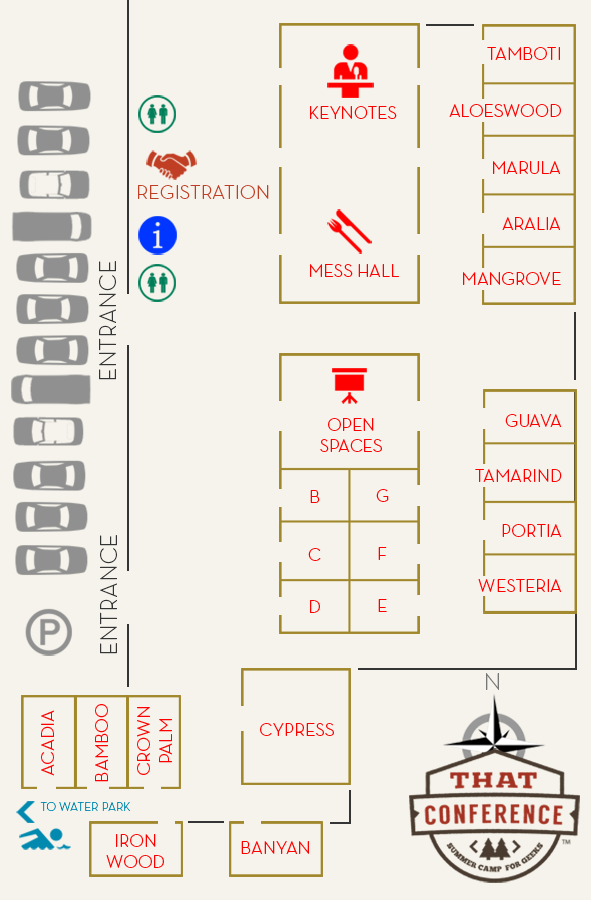 TAMBOTI
KEYNOTES
ALOESWOOD
MARULA
REGISTRATION
ARALIA
i
MESS HALL
MANGROVE
ENTRANCE
OPEN
SPACES
GUAVA
TAMARIND
B
G
PORTIA
C
F
WESTERIA
D
E
ENTRANCE
P
N
ACADIA
BAMBOO
CROWN
PALM
CYPRESS
TO WATER PARK
IRON
WOOD
BANYAN
THAT
CONFERENCE
SUMMER CAMP FOR GEEKS
TM